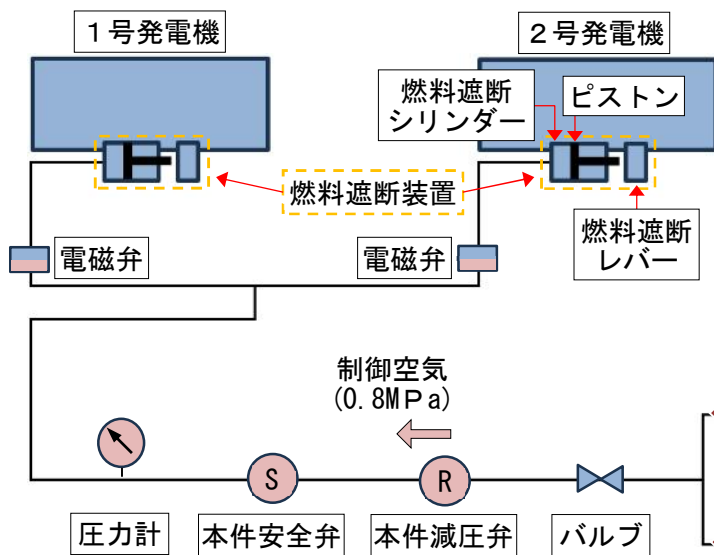 1号発電機
2号発電機
燃料遮断
シリンダー
ピストン
燃料遮断装置
燃料遮断
レバー
電磁弁
電磁弁
制御空気
(0.8MPa)
S
R
圧力計
本件安全弁
本件減圧弁
バルブ